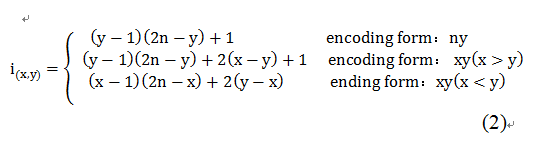 i(x,y) = { (y − 1)(2n − y) + 1 encoding form：ny
(y − 1)(2n − y) + 2(x − y) + 1 encoding form：xy(x > y)
(x − 1)(2n − x) + 2(y − x) ending form：xy(x < y)
(2)